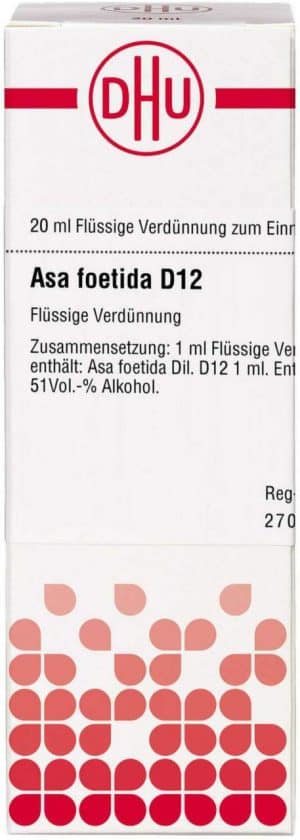 20 ml
DHU
20 ml Flüssige Verdünnung zum Einn
Asa foetida D12
Flüssige Verdünnung
Zusammensetzung: 1 ml Flüssige Ver
enthält: Asa foetida Dil. D12 1 ml. Ent
51Vol.-% Alkohol.
Reg-
270